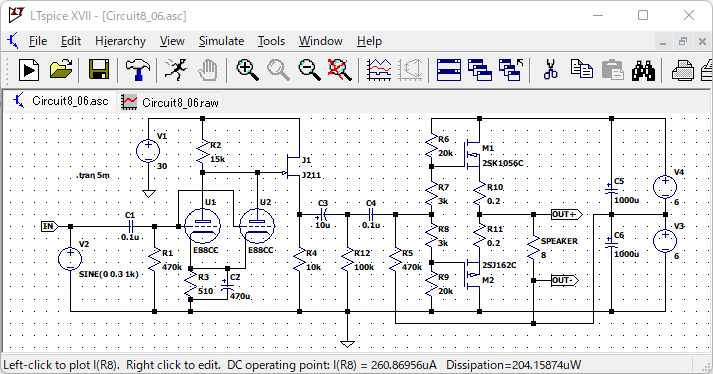 LTspice XVII - [Circuit8_06.asc]
File Edit Hierarchy View Simulate Tools Window Help
Circuit8_06.asc Circuit8_06.raw
V1
30
.tran 5m
R2
15k
J1
J211
U1
E88CC
U2
E88CC
IN
C1
0.1u
V2
SINE(0 0.3 1k)
R1
470k
R3
510
C2
470u
R4
10k
C3
10u
R12
100k
C4
0.1u
R5
470k
R6
20k
R7
3k
R8
3k
R9
20k
M1
2SK1056C
R10
0.2
R11
0.2
2SJ162C
M2
OUT+
SPEAKER
8
OUT-
C5
1000u
C6
1000u
V4
6
V3
6
Left-click to plot I(R8). Right click to edit. DC operating point: I(R8) = 260.86956uA Dissipation=204.15874uW